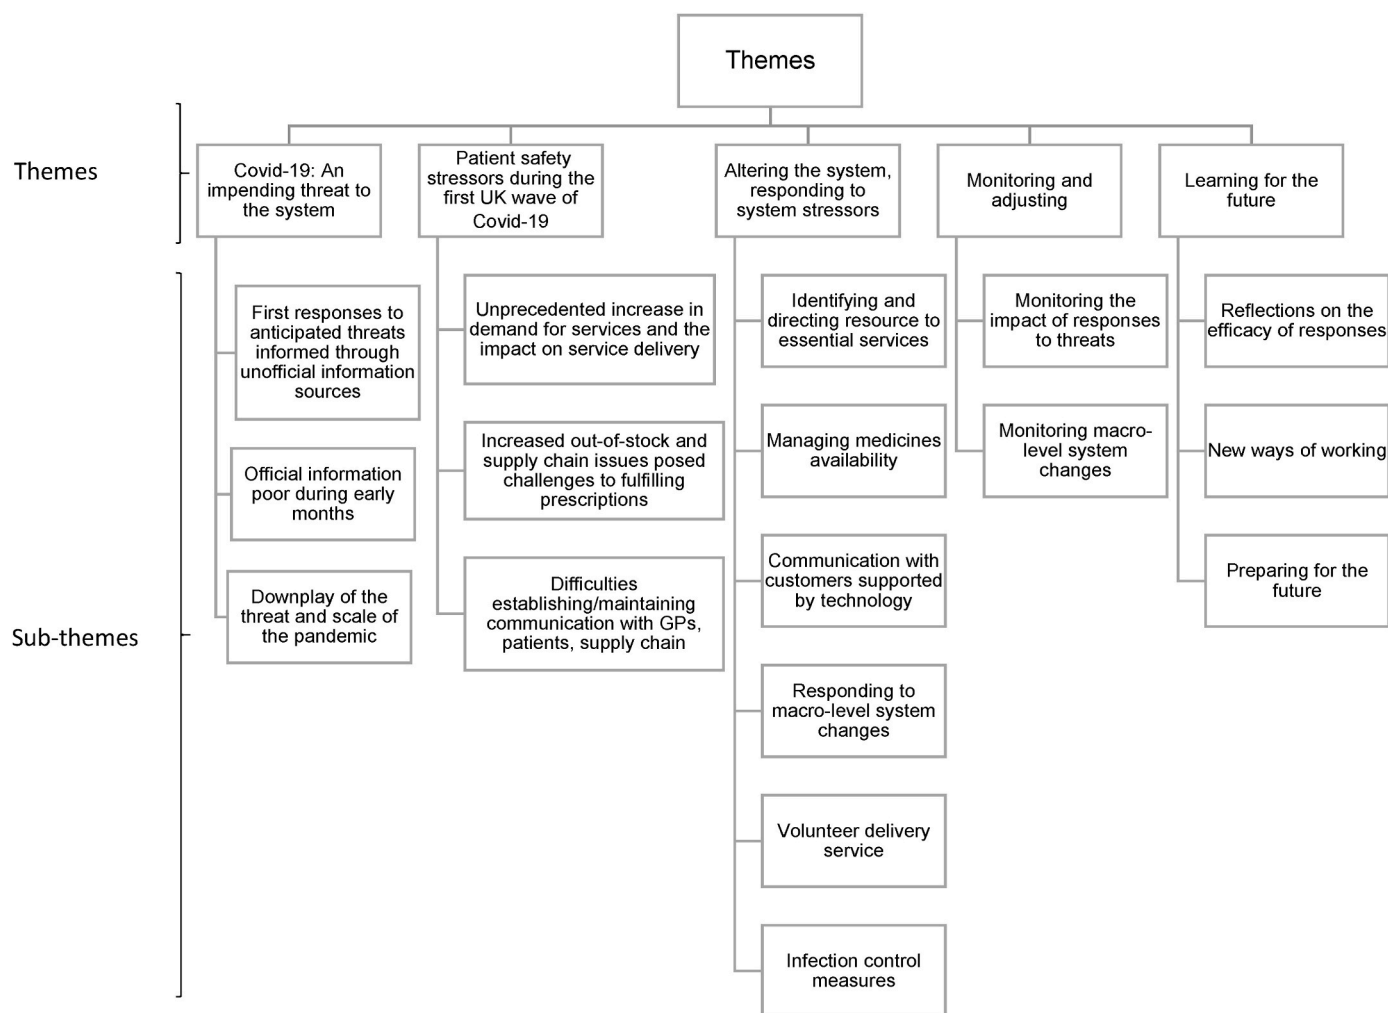 Themes
Themes
Covid-19: An
impending threat to
the system
Patient safety
stressors during the
first UK wave of
Covid-19
Altering the system,
responding to
system stressors
Monitoring and
adjusting
Learning for the
future
Sub-themes
First responses to
anticipated threats
informed through
unofficial information
sources
Official information
poor during early
months
Downplay of the
threat and scale of
the pandemic
Unprecedented increase in
demand for services and the
impact on service delivery
Increased out-of-stock and
supply chain issues posed
challenges to fulfilling
prescriptions
Difficulties
establishing/maintaining
communication with GPs,
patients, supply chain
Identifying and
directing resource to
essential services
Managing medicines
availability
Communication with
customers supported
by technology
Responding to
macro-level system
changes
Volunteer delivery
service
Infection control
measures
Monitoring the
impact of responses
to threats
Monitoring macro-
level system
changes
Reflections on the
efficacy of responses
New ways of working
Preparing for the
future